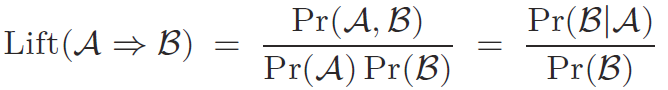 Lift(𝒜 ⇒ ℬ) = Pr(𝒜, ℬ) / Pr(𝒜) Pr(ℬ) = Pr(ℬ|𝒜) / Pr(ℬ)